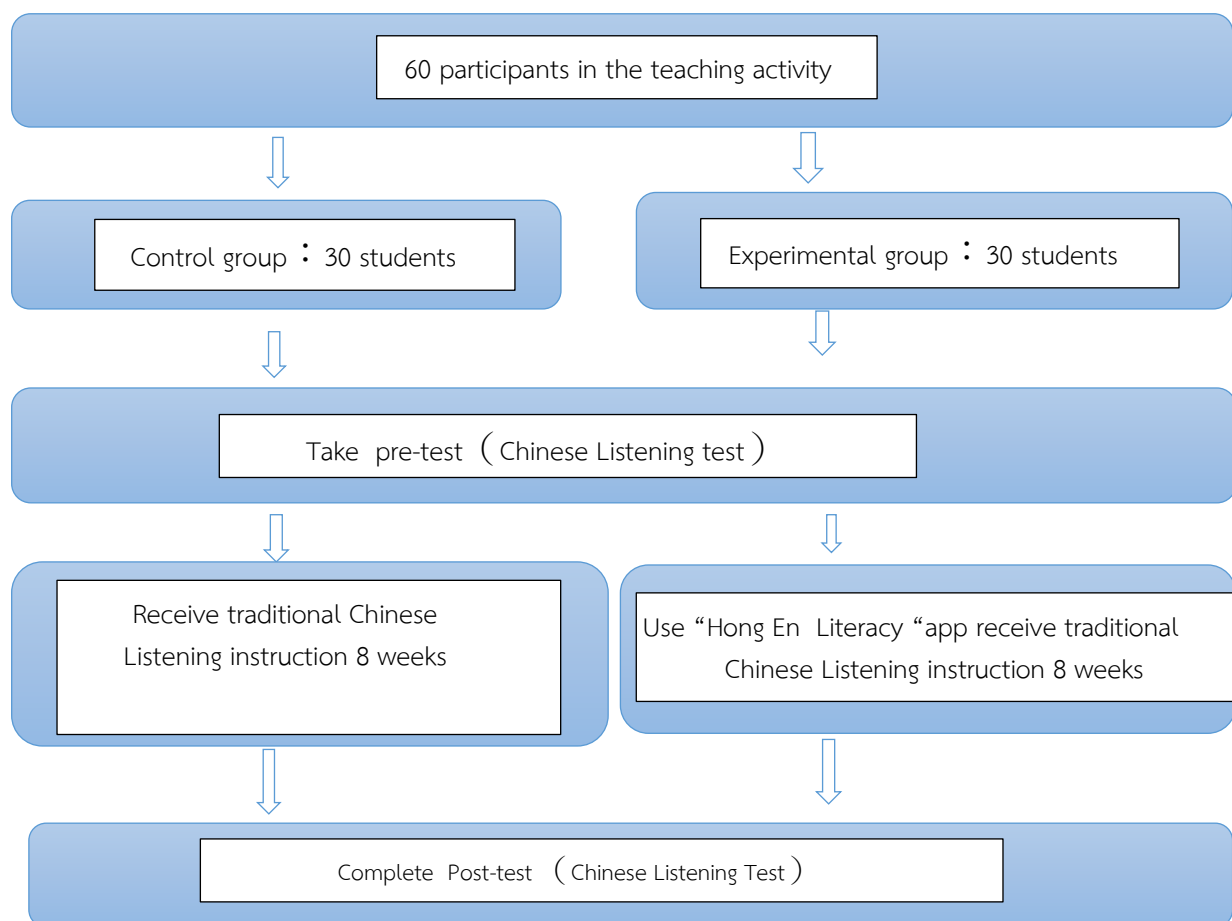 60 participants in the teaching activity
Control group：30 students
Experimental group：30 students
Take pre-test（Chinese Listening test）
Receive traditional Chinese
Listening instruction 8 weeks
Use “Hong En Literacy “app receive traditional
Chinese Listening instruction 8 weeks
Complete Post-test（Chinese Listening Test）